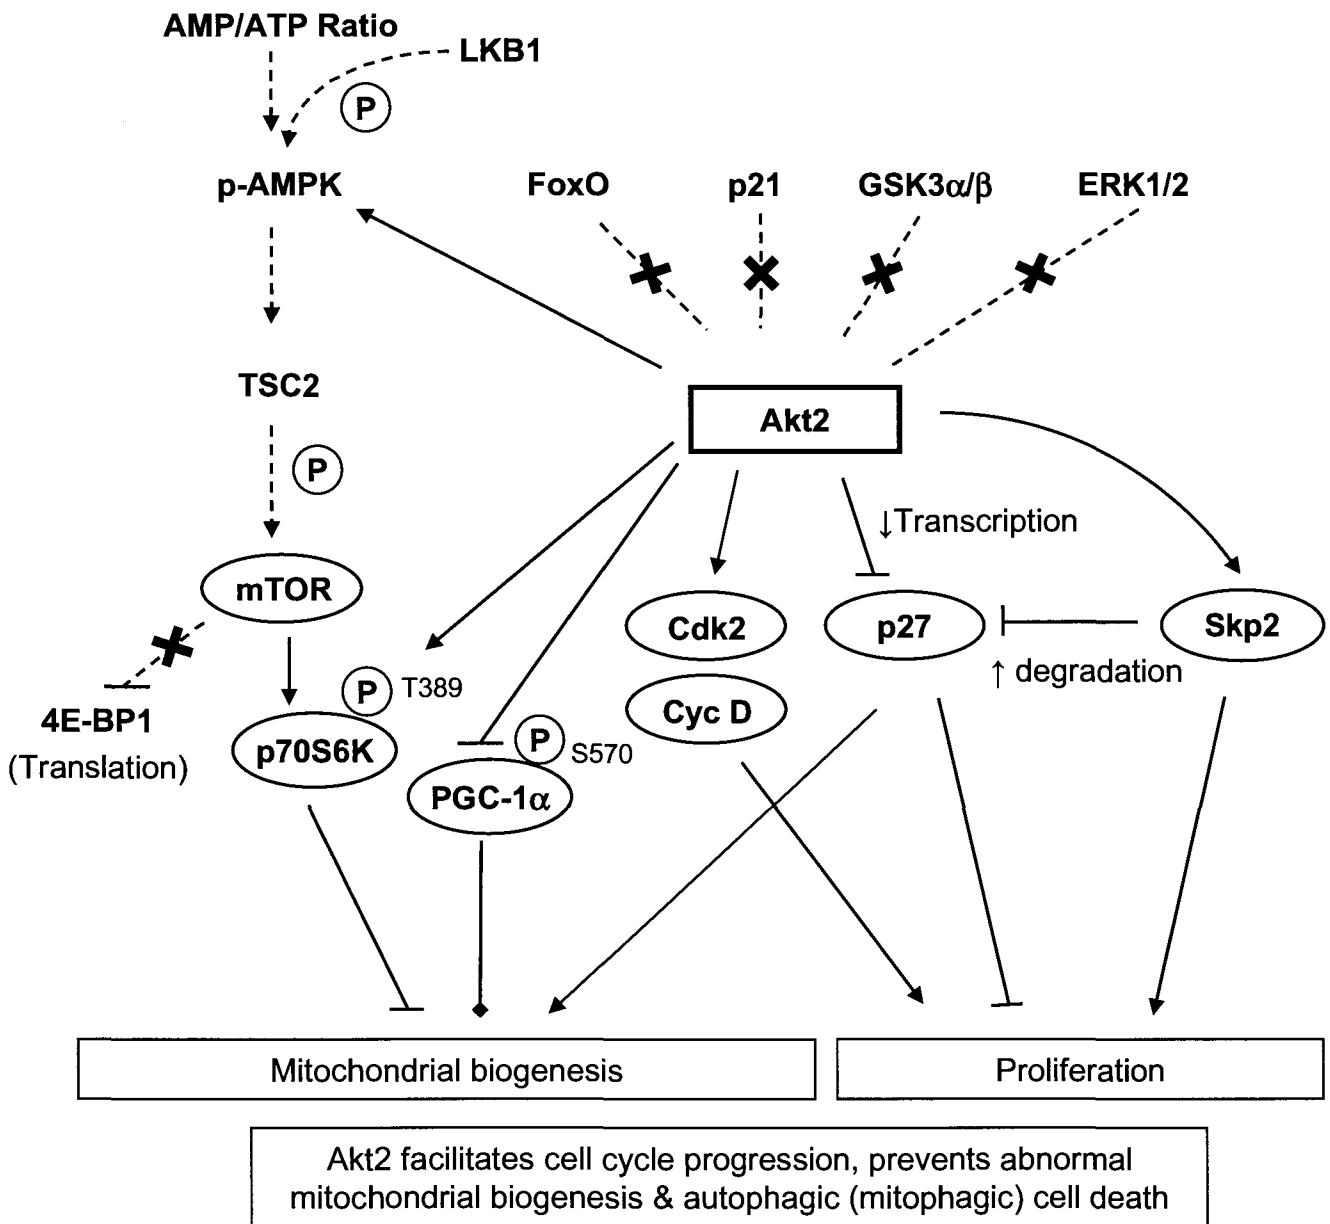 AMP/ATP Ratio
LKB1
P
p-AMPK
FoxO
p21
GSK3α/β
ERK1/2
TSC2
Akt2
P
↓Transcription
mTOR
Cdk2
p27
Skp2
↑ degradation
P T389
4E-BP1
(Translation)
p70S6K
Cyc D
P S570
PGC-1α
Mitochondrial biogenesis
Proliferation
Akt2 facilitates cell cycle progression, prevents abnormal
mitochondrial biogenesis & autophagic (mitophagic) cell death